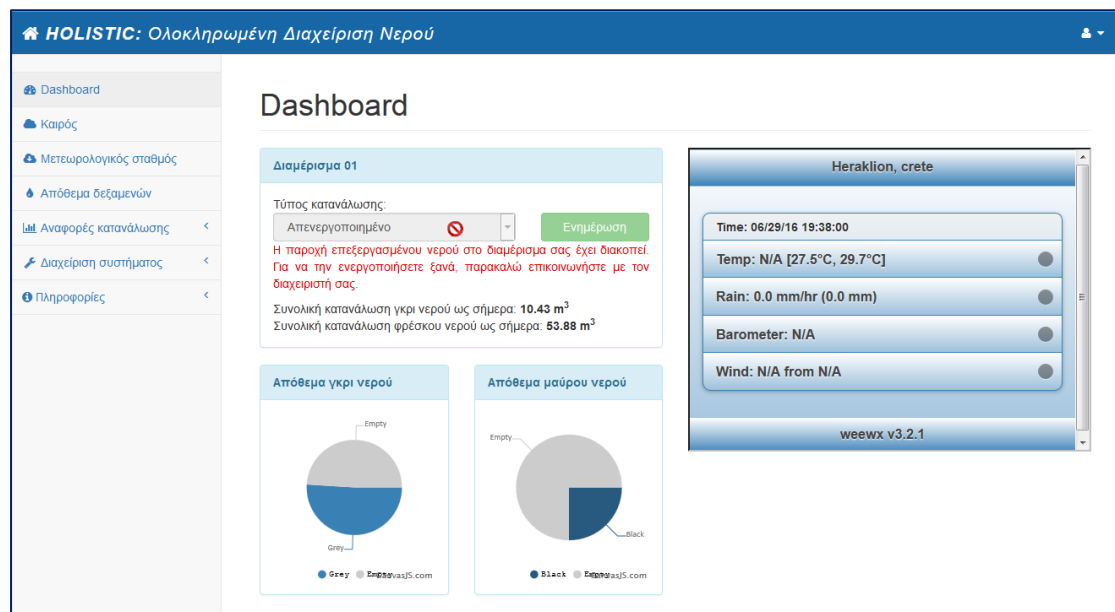 HOLISTIC: Ολοκληρωμένη Διαχείριση Νερού
Dashboard
Καιρός
Μετεωρολογικός σταθμός
Απόθεμα δεξαμενών
Αναφορές κατανάλωσης
Διαχείριση συστήματος
Πληροφορίες
Dashboard
Διαμέρισμα 01
Τύπος κατανάλωσης:
Απενεργοποιημένο
Ενημέρωση
Η παροχή επεξεργασμένου νερού στο διαμέρισμα σας έχει διακοπεί.
Για να την ενεργοποιήσετε ξανά, παρακαλώ επικοινωνήστε με τον
διαχειριστή σας.
Συνολική κατανάλωση γκρι νερού ως σήμερα: 10.43 m³
Συνολική κατανάλωση φρέσκου νερού ως σήμερα: 53.88 m³
Απόθεμα γκρι νερού
Empty
Grey
Grey Empty
Απόθεμα μαύρου νερού
Empty
Black
Black
Heraklion, crete
Time: 06/29/16 19:38:00
Temp: N/A [27.5°C, 29.7°C]
Rain: 0.0 mm/hr (0.0 mm)
Barometer: N/A
Wind: N/A from N/A
weewx v3.2.1